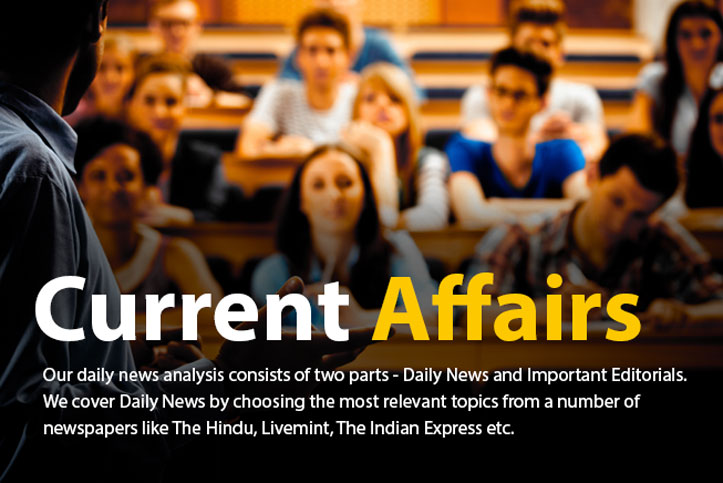 Current Affairs
Our daily news analysis consists of two parts - Daily News and Important Editorials.
We cover Daily News by choosing the most relevant topics from a number of
newspapers like The Hindu, Livemint, The Indian Express etc.